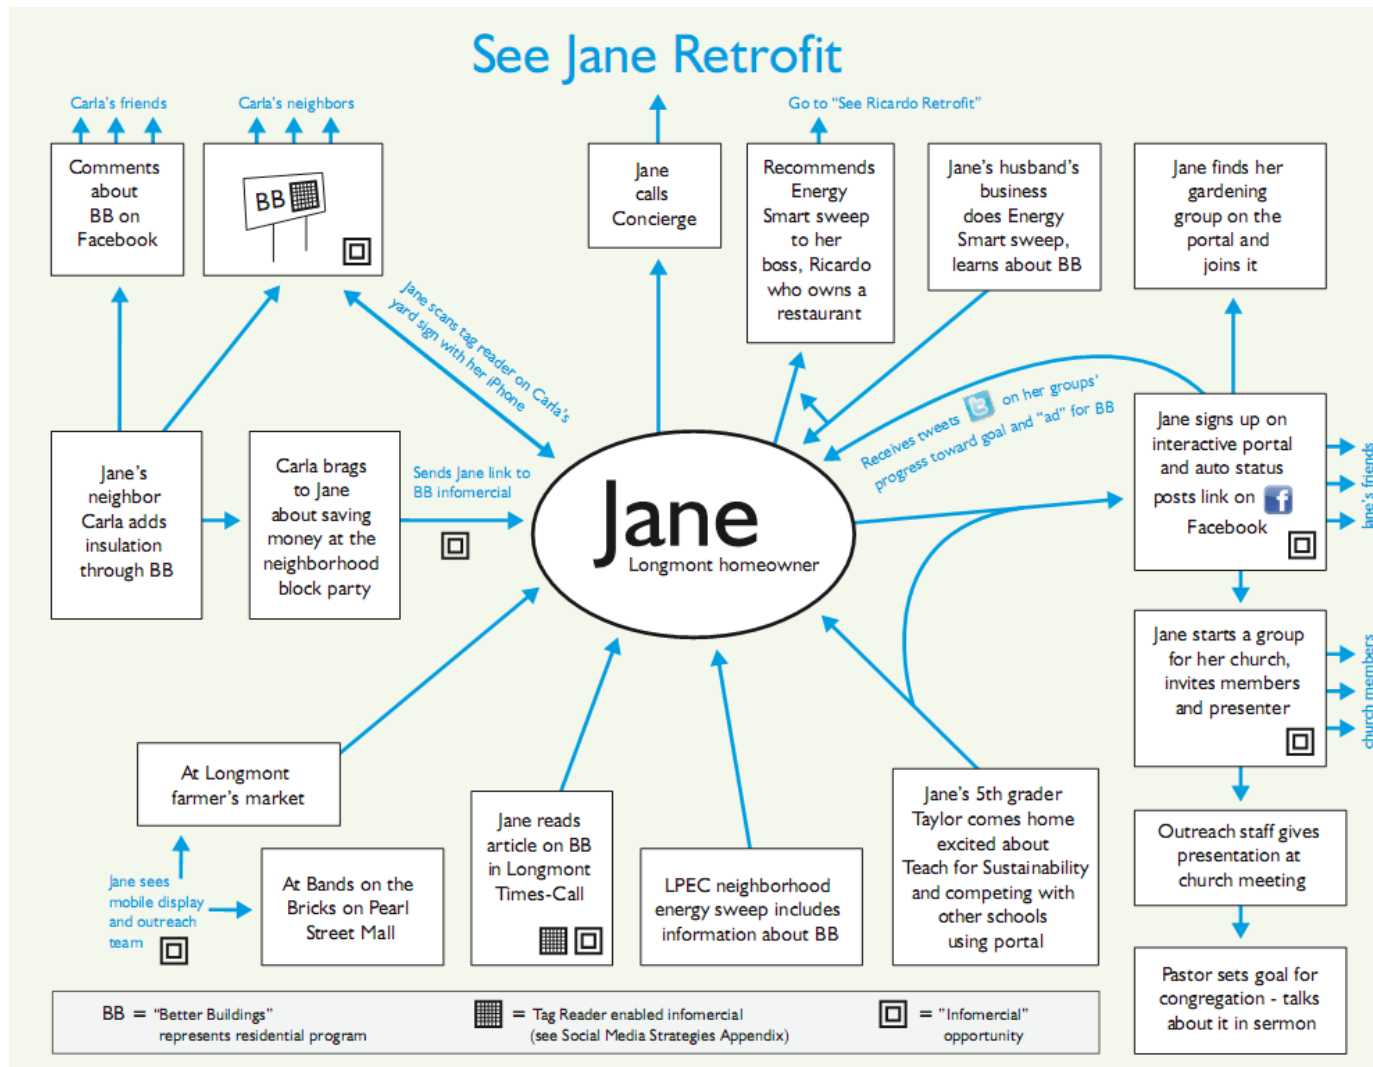 See Jane Retrofit
Carla's friends
Carla's neighbors
Go to "See Ricardo Retrofit"
Comments
about
BB on
Facebook
BB
Jane
calls
Concierge
Recommends
Energy
Smart sweep
to her
boss, Ricardo
who owns a
restaurant
Jane's husband's
business
does Energy
Smart sweep,
learns about BB
Jane finds her
gardening
group on the
portal and
joins it
Jane scans tag reader on Carla's
yard sign with her iPhone
Receives tweets on her groups'
progress toward goal and "ad" for BB
Jane's
neighbor
Carla adds
insulation
through BB
Carla brags
to Jane
about saving
money at the
neighborhood
block party
Sends Jane link to
BB infomercial
Jane
Longmont homeowner
Jane signs up on
interactive portal
and auto status
posts link on f
Facebook
Jane's friends
Jane starts a group
for her church,
invites members
and presenter
church members
At Longmont
farmer's market
Jane sees
mobile display
and outreach
team
At Bands on the
Bricks on Pearl
Street Mall
Jane reads
article on BB
in Longmont
Times-Call
LPEC neighborhood
energy sweep includes
information about BB
Jane's 5th grader
Taylor comes home
excited about
Teach for Sustainability
and competing with
other schools
using portal
Outreach staff gives
presentation at
church meeting
Pastor sets goal for
congregation - talks
about it in sermon
BB = "Better Buildings"
represents residential program
= Tag Reader enabled infomercial
(see Social Media Strategies Appendix)
= "Infomercial"
opportunity